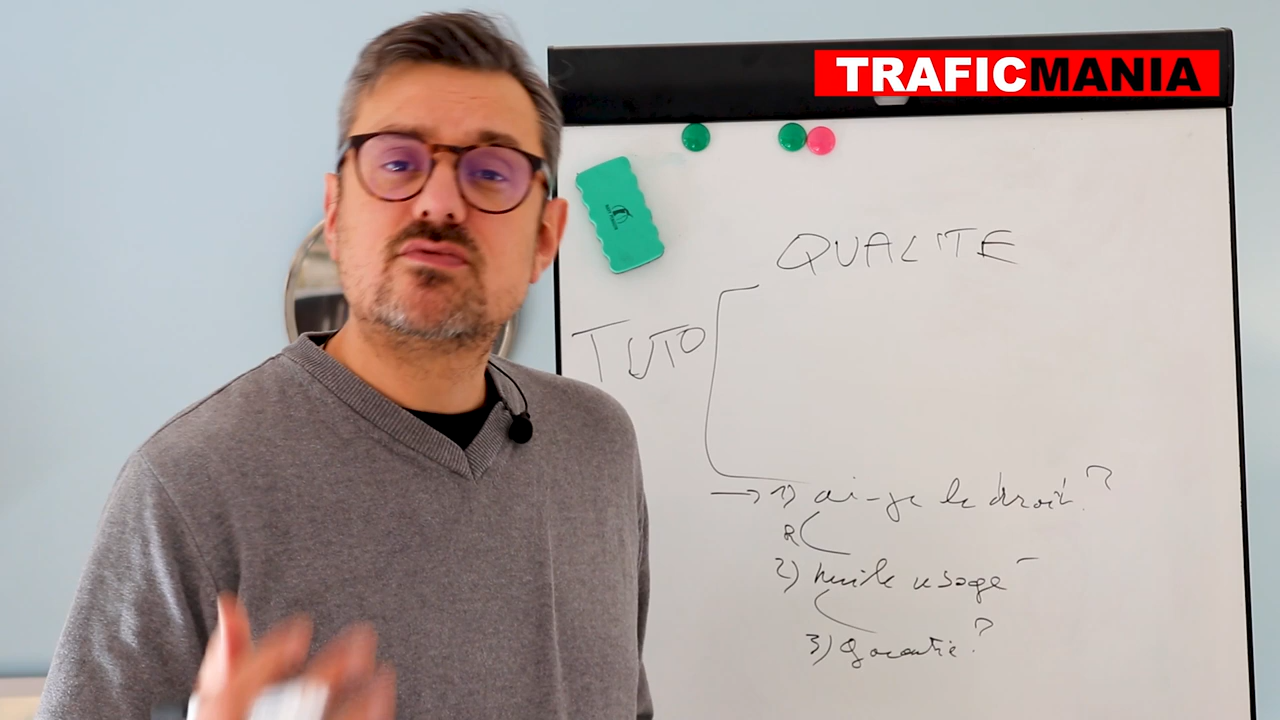 TRAFICMANIA
QUALITE
TUTO
→ 1) ai-je le droit ?
R
2) huile usagé
3) Garantie ?